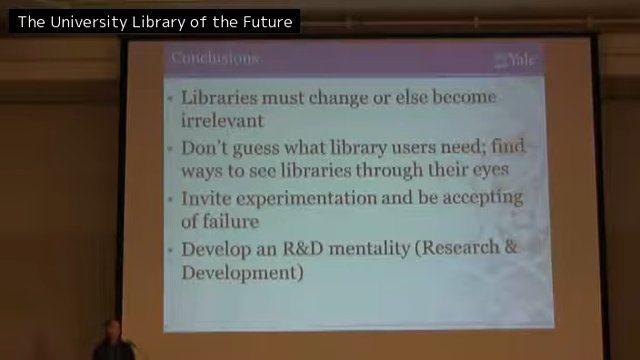 The University Library of the Future
Conclusions
Yale
Libraries must change or else become
irrelevant
Don't guess what library users need; find
ways to see libraries through their eyes
Invite experimentation and be accepting
of failure
Develop an R&D mentality (Research &
Development)